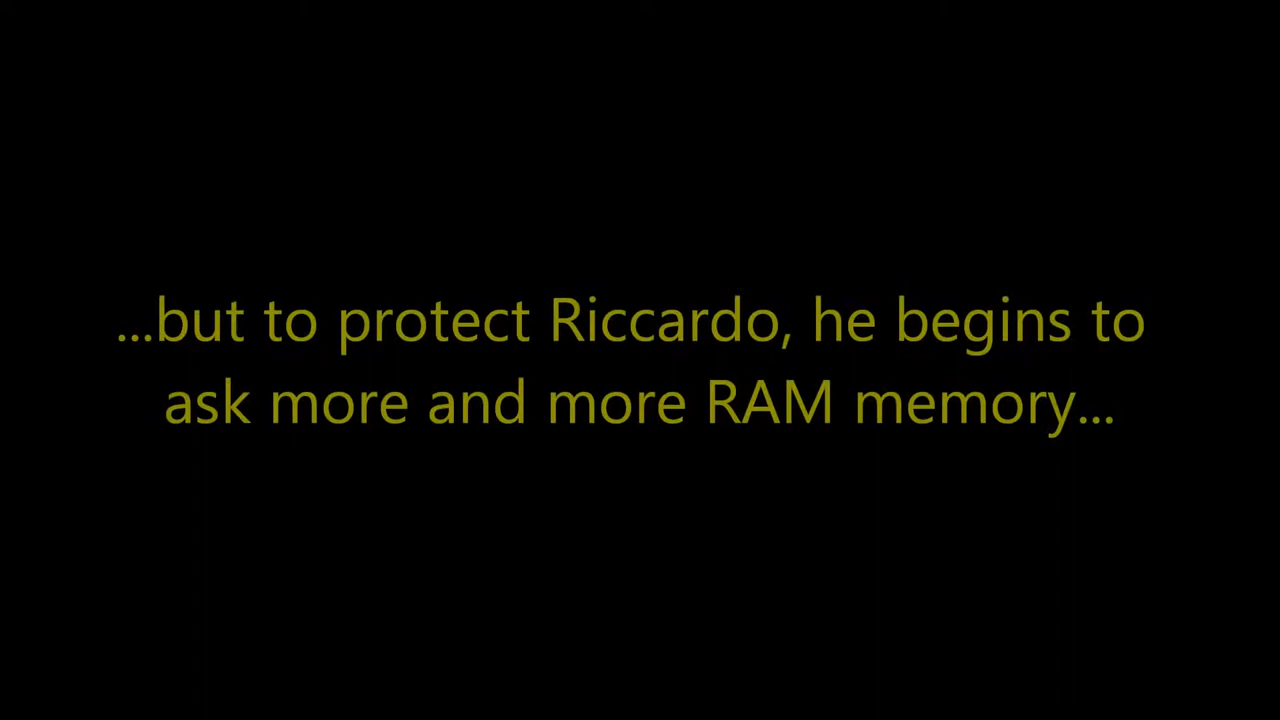 ...but to protect Riccardo, he begins to
ask more and more RAM memory...